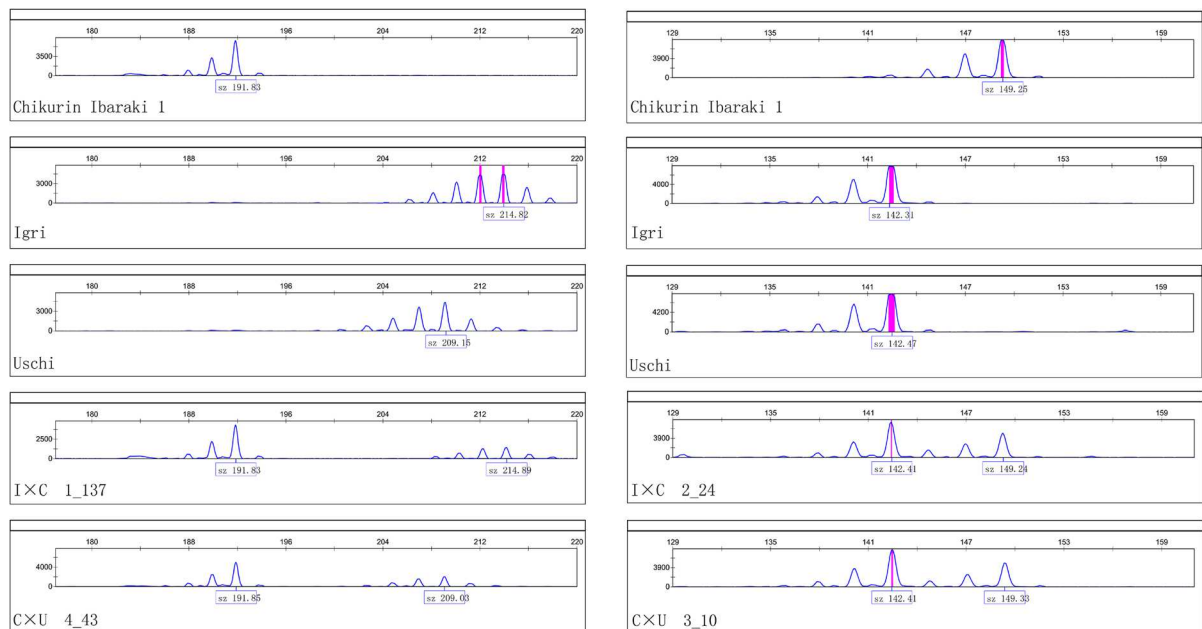 180 188 196 204 212 220
3500
0
sz 191.83
Chikurin Ibaraki 1
180 188 196 204 212 220
3000
0
sz 214.82
Igri
180 188 196 204 212 220
3000
0
sz 209.15
Uschi
180 188 196 204 212 220
2500
0
sz 191.83 sz 214.89
I×C 1_137
180 188 196 204 212 220
4000
0
sz 191.85 sz 209.03
C×U 4_43
129 135 141 147 153 159
3900
0
sz 149.25
Chikurin Ibaraki 1
129 135 141 147 153 159
4000
0
sz 142.31
Igri
129 135 141 147 153 159
4200
0
sz 142.47
Uschi
129 135 141 147 153 159
3900
0
sz 142.41 sz 149.24
I×C 2_24
129 135 141 147 153 159
3900
0
sz 142.41 sz 149.33
C×U 3_10